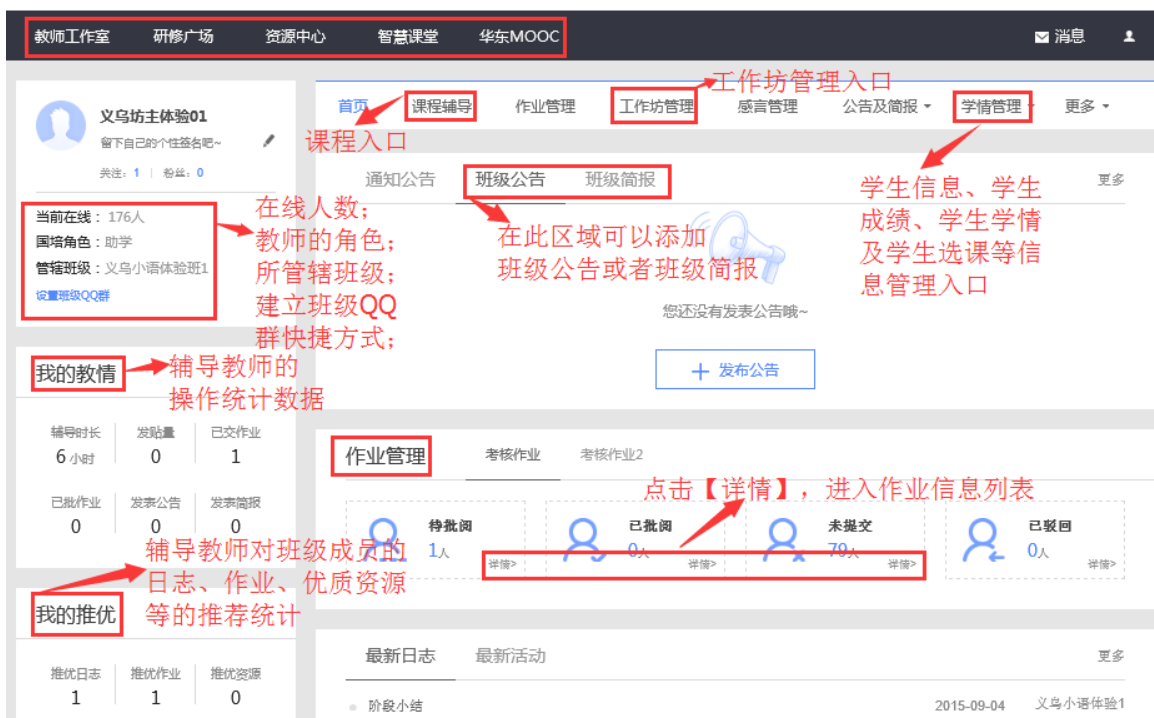 教师工作室 研修广场 资源中心 智慧课堂 华东MOOC 消息
工作坊管理入口
首页 课程辅导 作业管理 工作坊管理 感言管理 公告及简报 学情管理 更多
课程入口
义乌坊主体验01
留下自己的个性签名吧~
关注：1 | 粉丝：0
当前在线：176人
国培角色：助学
管辖班级：义乌小语体验班1
设置班级QQ群
在线人数；
教师的角色；
所管辖班级；
建立班级QQ
群快捷方式；
通知公告 班级公告 班级简报 更多
在此区域可以添加
班级公告或者班级简报
学生信息、学生
成绩、学生学情
及学生选课等信
息管理入口
您还没有发表公告哦~
+ 发布公告
我的教情
辅导教师的
操作统计数据
辅导时长 发贴量 已交作业
6 小时 0 1
已批作业 发表公告 发表简报
0 0 0
辅导教师对班级成员的
日志、作业、优质资源
等的推荐统计
我的推优
推优日志 推优作业 推优资源
1 1 0
作业管理 考核作业 考核作业2
点击【详情】，进入作业信息列表
待批阅 已批阅 未提交 已驳回
1人 0人 79人 0人
详情> 详情> 详情> 详情>
最新日志 最新活动 更多
阶段小结 2015-09-04 义乌小语体验1